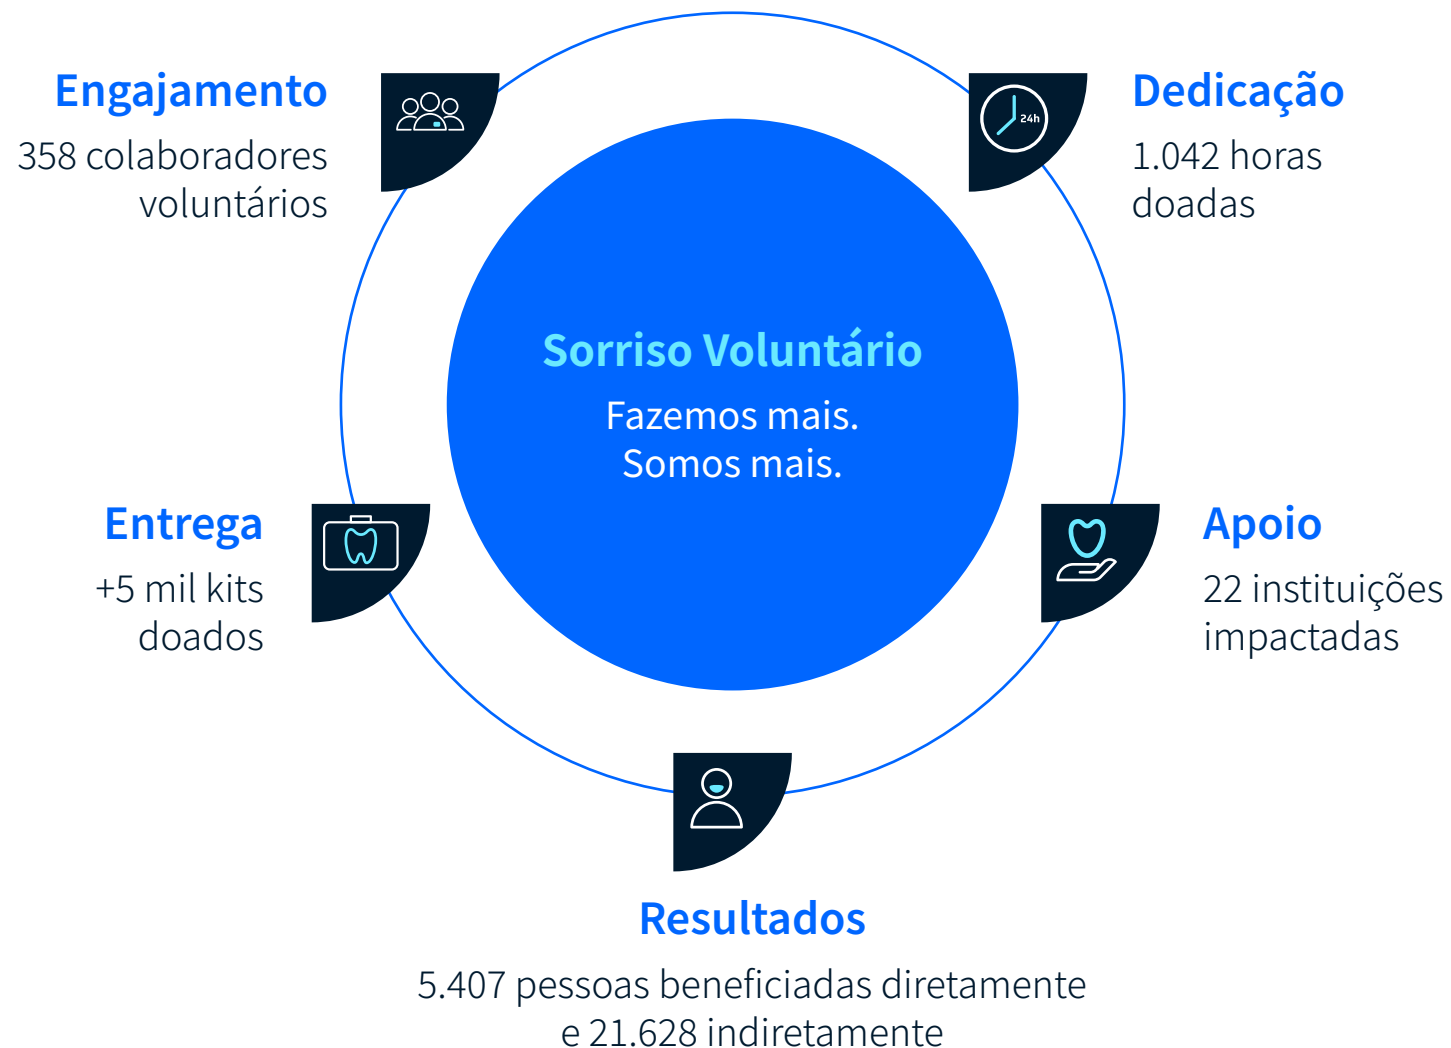 Engajamento
358 colaboradores
voluntários
24h
Dedicação
1.042 horas
doadas
Sorriso Voluntário
Fazemos mais.
Somos mais.
Entrega
+5 mil kits
doados
Apoio
22 instituições
impactadas
Resultados
5.407 pessoas beneficiadas diretamente
e 21.628 indiretamente